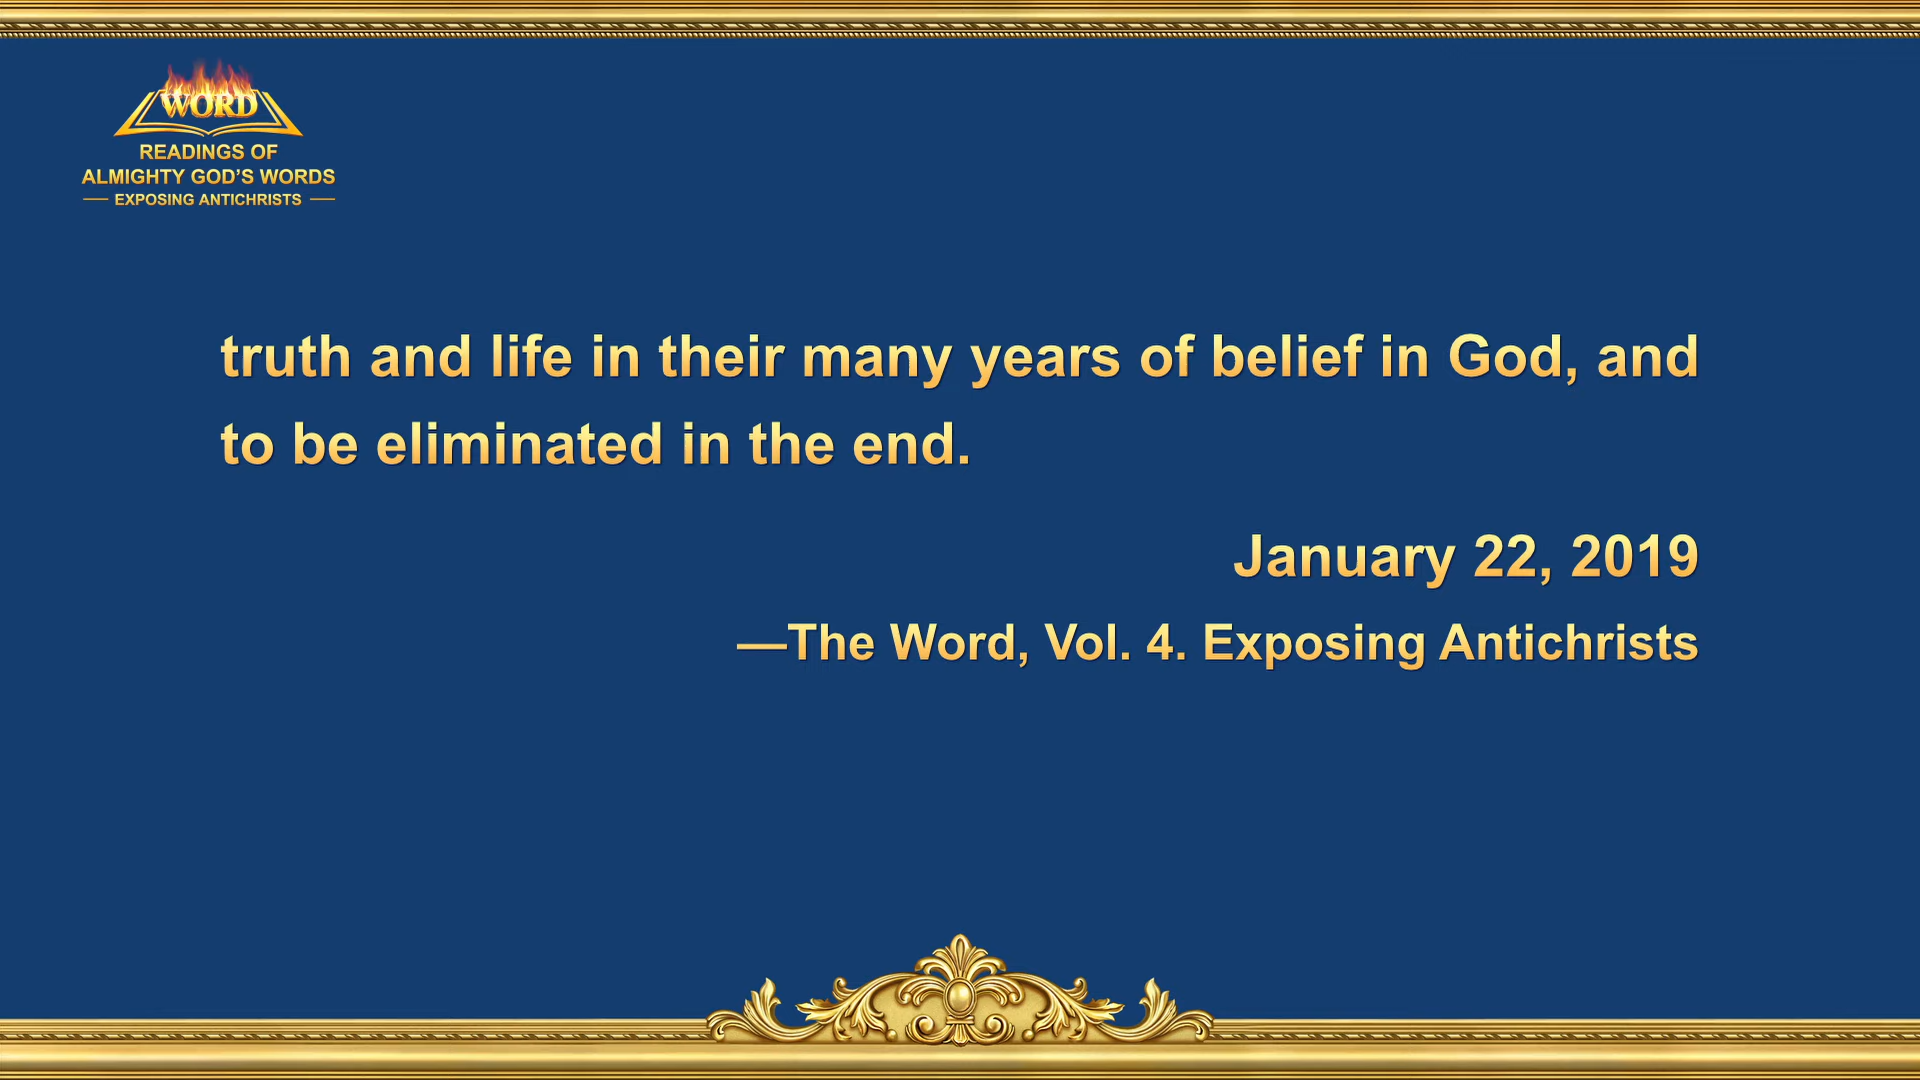 WORD
READINGS OF
ALMIGHTY GOD'S WORDS
EXPOSING ANTICHRISTS
truth and life in their many years of belief in God, and
to be eliminated in the end.
January 22, 2019
—The Word, Vol. 4. Exposing Antichrists